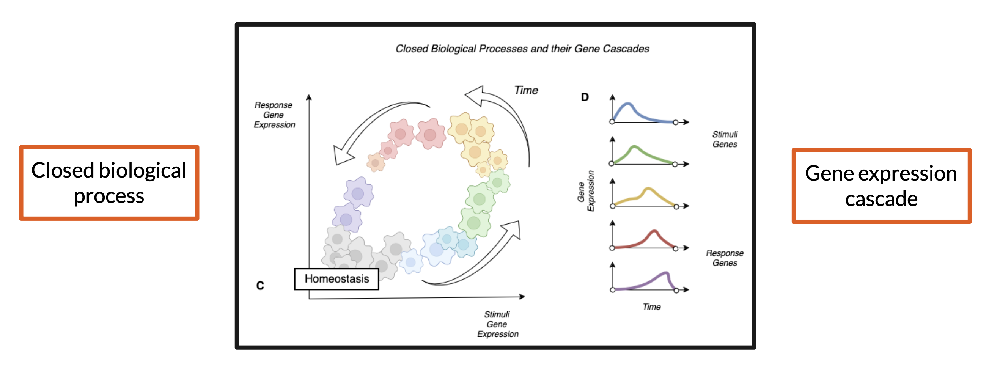 Closed biological
process
Closed Biological Processes and their Gene Cascades
Response
Gene
Expression
Time
Homeostasis
C
Stimuli
Gene
Expression
D
Gene
Expression
Stimuli
Genes
Response
Genes
Time
Gene expression
cascade